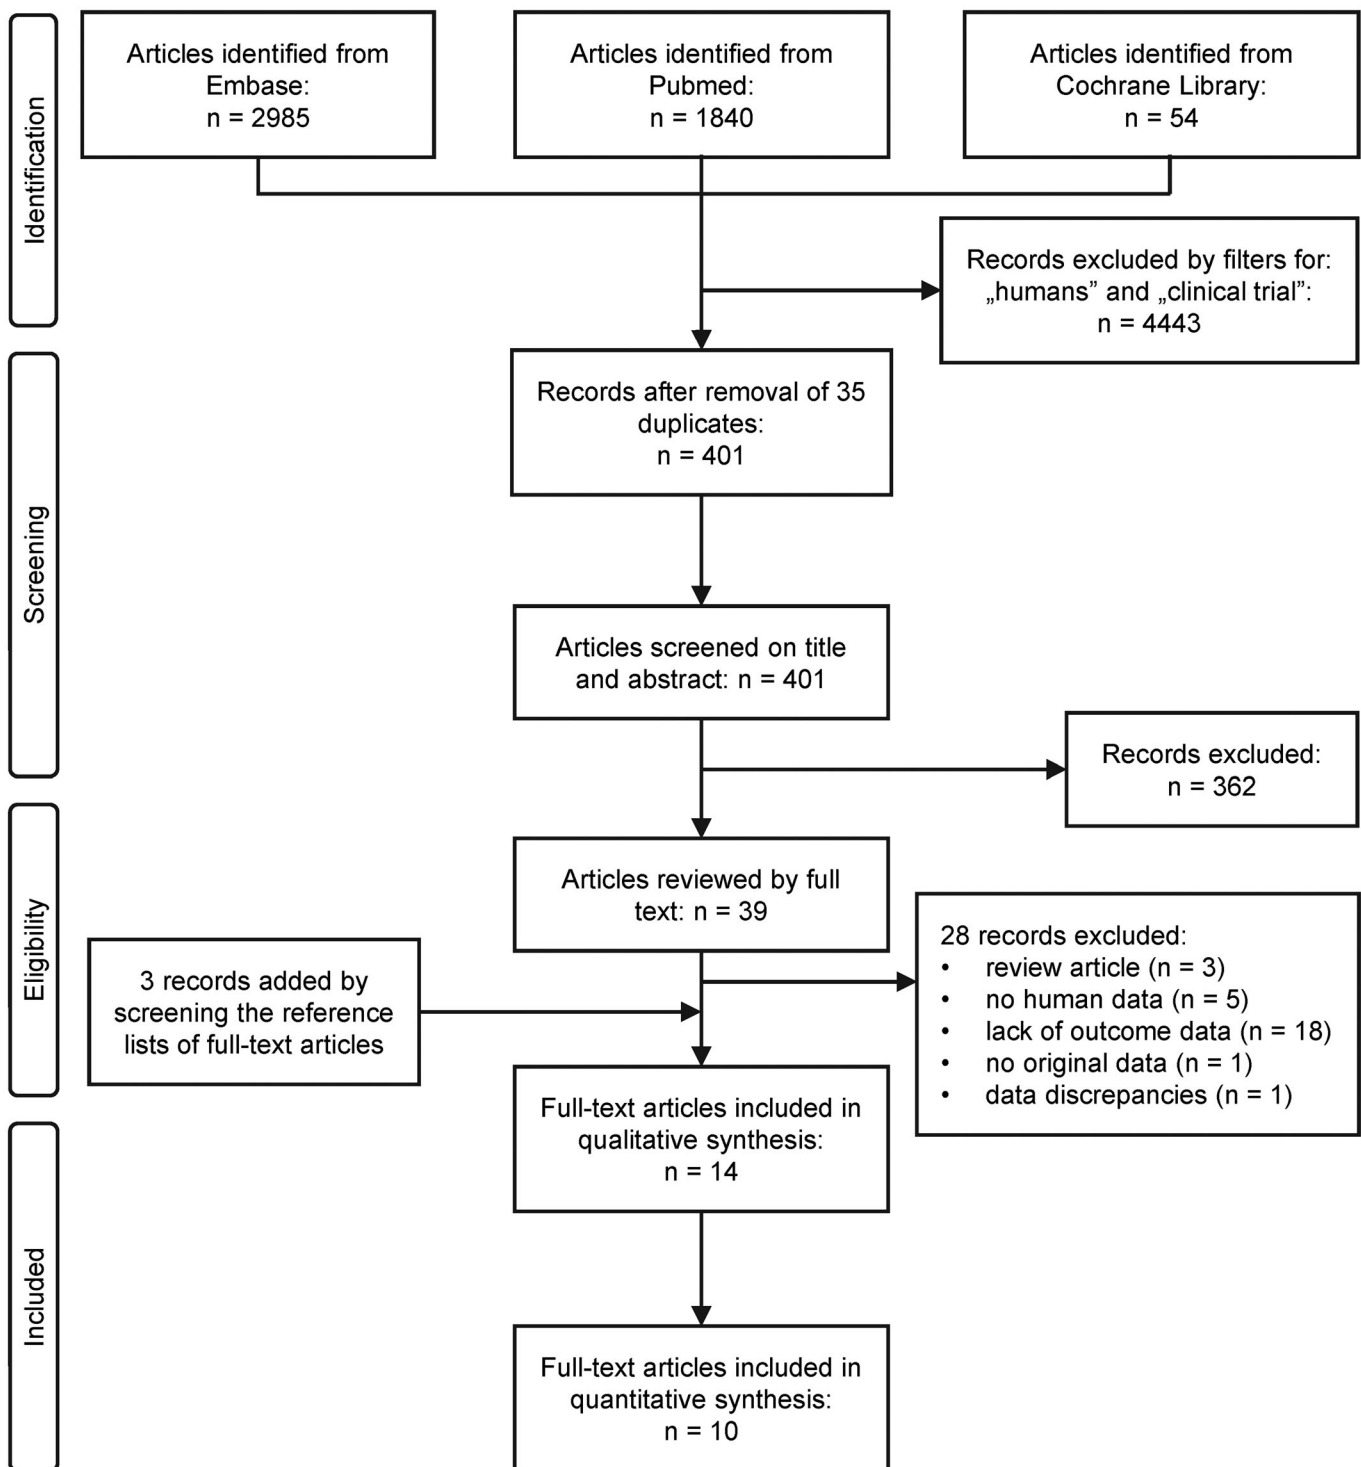 Identification
Articles identified from
Embase:
n = 2985
Articles identified from
Pubmed:
n = 1840
Articles identified from
Cochrane Library:
n = 54
Records excluded by filters for:
„humans” and „clinical trial”:
n = 4443
Screening
Records after removal of 35
duplicates:
n = 401
Articles screened on title
and abstract: n = 401
Records excluded:
n = 362
Eligibility
Articles reviewed by full
text: n = 39
3 records added by
screening the reference
lists of full-text articles
28 records excluded:
• review article (n = 3)
• no human data (n = 5)
• lack of outcome data (n = 18)
• no original data (n = 1)
• data discrepancies (n = 1)
Included
Full-text articles included in
qualitative synthesis:
n = 14
Full-text articles included in
quantitative synthesis:
n = 10